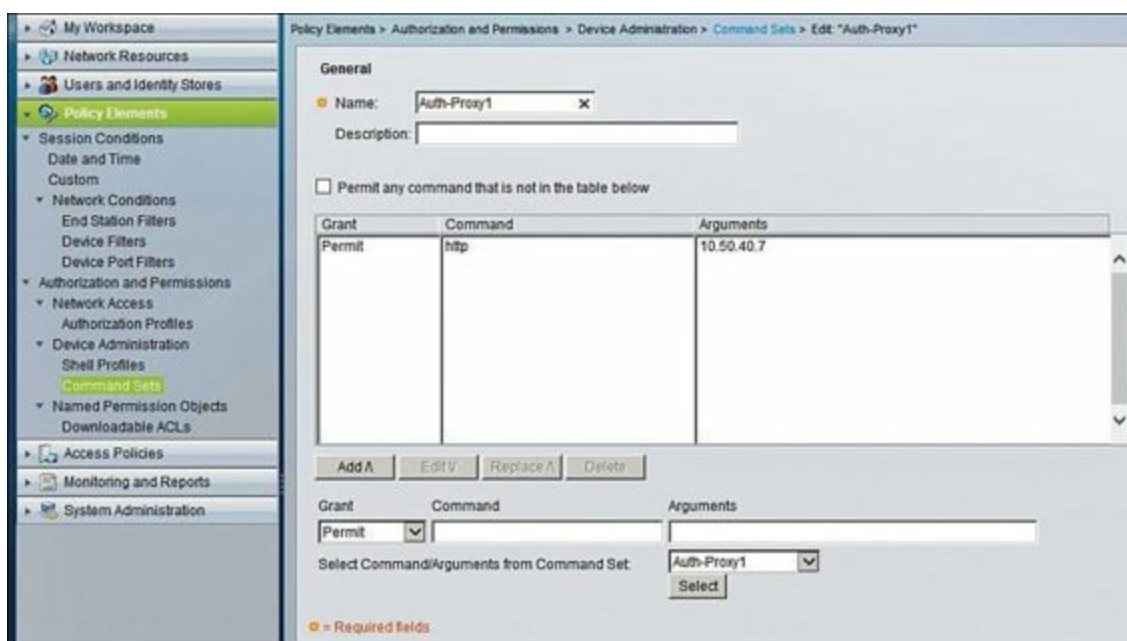 My Workspace
Network Resources
Users and Identity Stores
Policy Elements
Session Conditions
Date and Time
Custom
Network Conditions
End Station Filters
Device Filters
Device Port Filters
Authorization and Permissions
Network Access
Authorization Profiles
Device Administration
Shell Profiles
Command Sets
Named Permission Objects
Downloadable ACLs
Access Policies
Monitoring and Reports
System Administration
Policy Elements > Authorization and Permissions > Device Administration > Command Sets > Edit: "Auth-Proxy1"
General
Name: Auth-Proxy1
Description:
Permit any command that is not in the table below
Grant Command Arguments
Permit http 10.50.40.7
Add Λ Edit V Replace Λ Delete
Grant Command Arguments
Permit
Select Command/Arguments from Command Set: Auth-Proxy1
Select
= Required fields